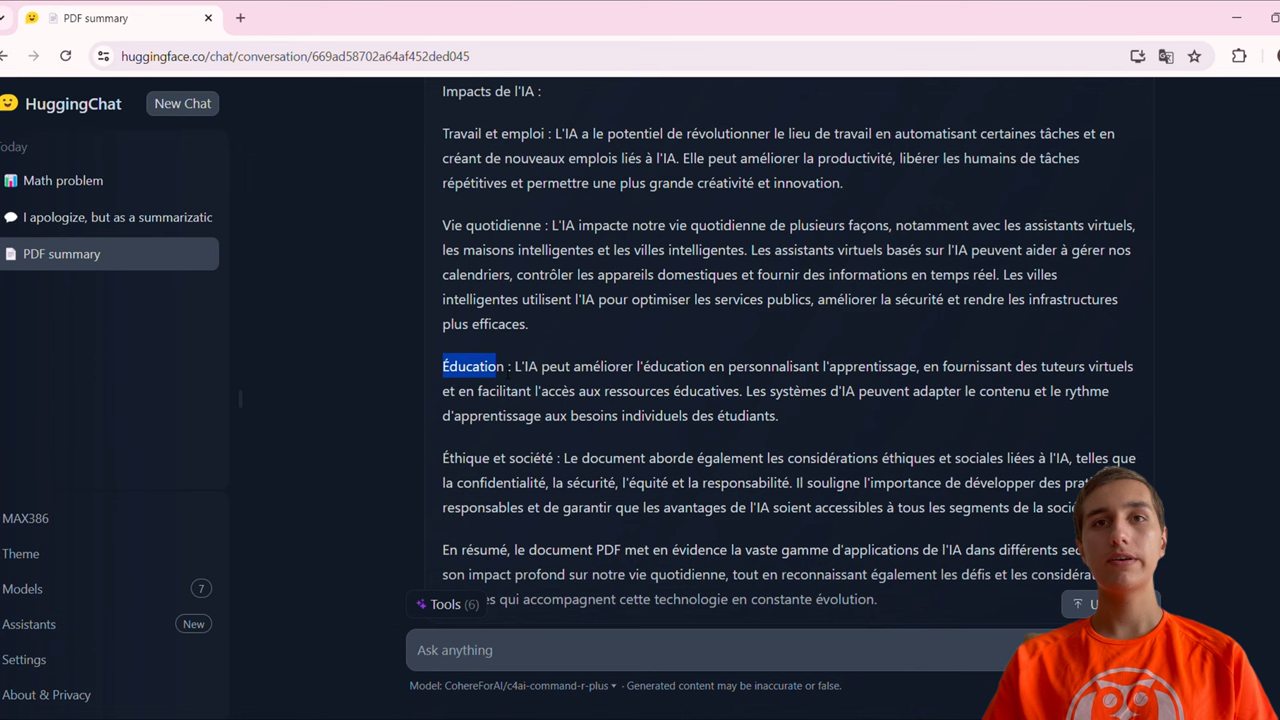 PDF summary
huggingface.co/chat/conversation/669ad58702a64af452ded045
HuggingChat
New Chat
Today
Math problem
I apologize, but as a summarizatic
PDF summary
MAX386
Theme
Models 7
Assistants New
Settings
About & Privacy
Impacts de l'IA :
Travail et emploi : L'IA a le potentiel de révolutionner le lieu de travail en automatisant certaines tâches et en
créant de nouveaux emplois liés à l'IA. Elle peut améliorer la productivité, libérer les humains de tâches
répétitives et permettre une plus grande créativité et innovation.
Vie quotidienne : L'IA impacte notre vie quotidienne de plusieurs façons, notamment avec les assistants virtuels,
les maisons intelligentes et les villes intelligentes. Les assistants virtuels basés sur l'IA peuvent aider à gérer nos
calendriers, contrôler les appareils domestiques et fournir des informations en temps réel. Les villes
intelligentes utilisent l'IA pour optimiser les services publics, améliorer la sécurité et rendre les infrastructures
plus efficaces.
Éducation : L'IA peut améliorer l'éducation en personnalisant l'apprentissage, en fournissant des tuteurs virtuels
et en facilitant l'accès aux ressources éducatives. Les systèmes d'IA peuvent adapter le contenu et le rythme
d'apprentissage aux besoins individuels des étudiants.
Éthique et société : Le document aborde également les considérations éthiques et sociales liées à l'IA, telles que
la confidentialité, la sécurité, l'équité et la responsabilité. Il souligne l'importance de développer des
responsables et de garantir que les avantages de l'IA soient accessibles à tous les segments de la
En résumé, le document PDF met en évidence la vaste gamme d'applications de l'IA dans différents
son impact profond sur notre vie quotidienne, tout en reconnaissant également les défis et les
qui accompagnent cette technologie en constante évolution.
Tools (6)
Ask anything
Model: CohereForAI/c4ai-command-r-plus · Generated content may be inaccurate or false.